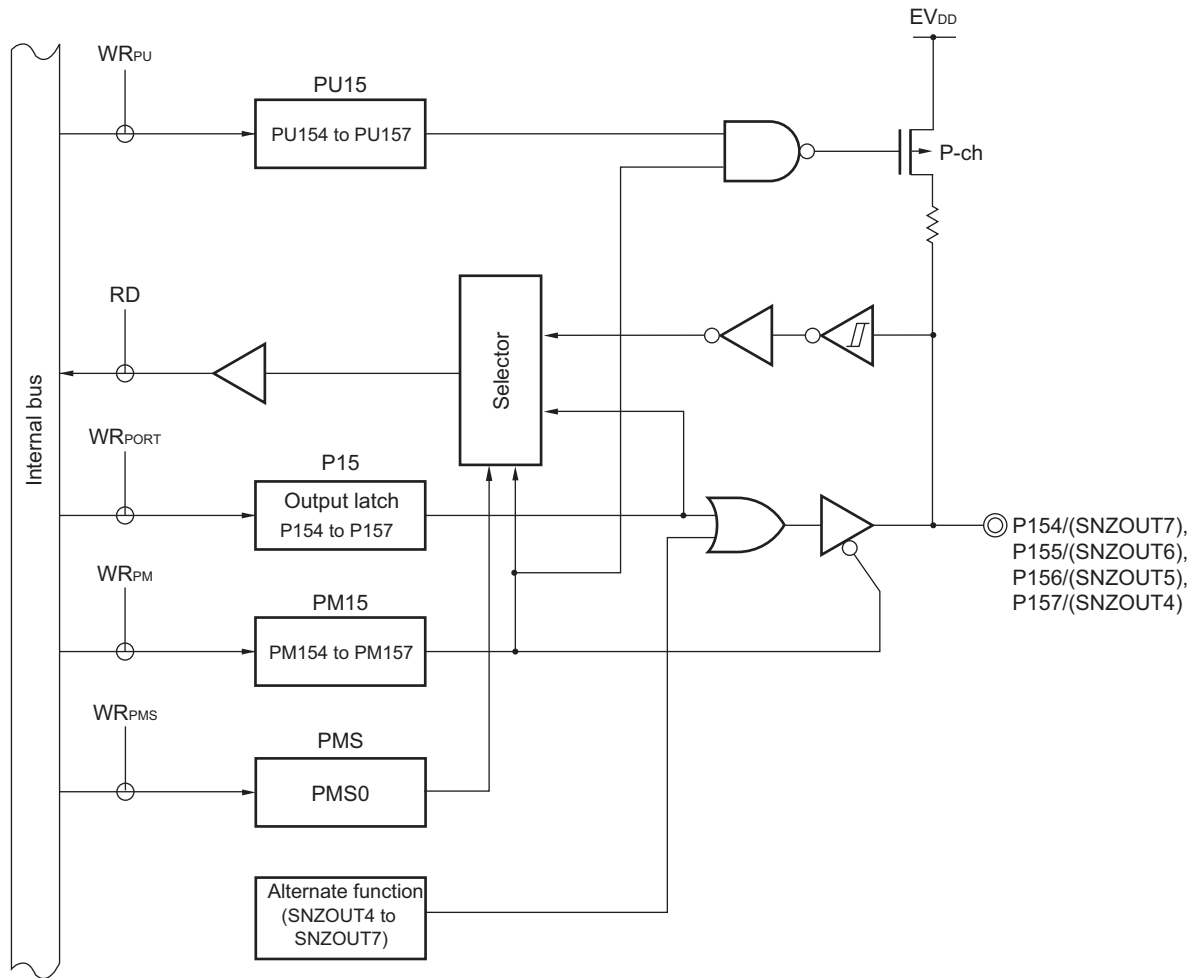 EVDD
WRPU
PU15
PU154 to PU157
P-ch
RD
Selector
Internal bus
WRPORT
P15
Output latch
P154 to P157
P154/(SNZOUT7),
P155/(SNZOUT6),
P156/(SNZOUT5),
P157/(SNZOUT4)
WRPM
PM15
PM154 to PM157
WRPMS
PMS
PMS0
Alternate function
(SNZOUT4 to
SNZOUT7)